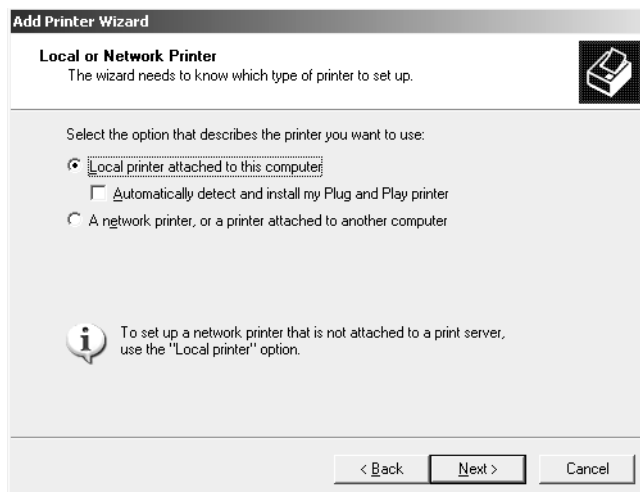 Add Printer Wizard
Local or Network Printer
The wizard needs to know which type of printer to set up.
Select the option that describes the printer you want to use:
Local printer attached to this computer
Automatically detect and install my Plug and Play printer
A network printer, or a printer attached to another computer
To set up a network printer that is not attached to a print server,
use the "Local printer" option.
< Back
Next >
Cancel